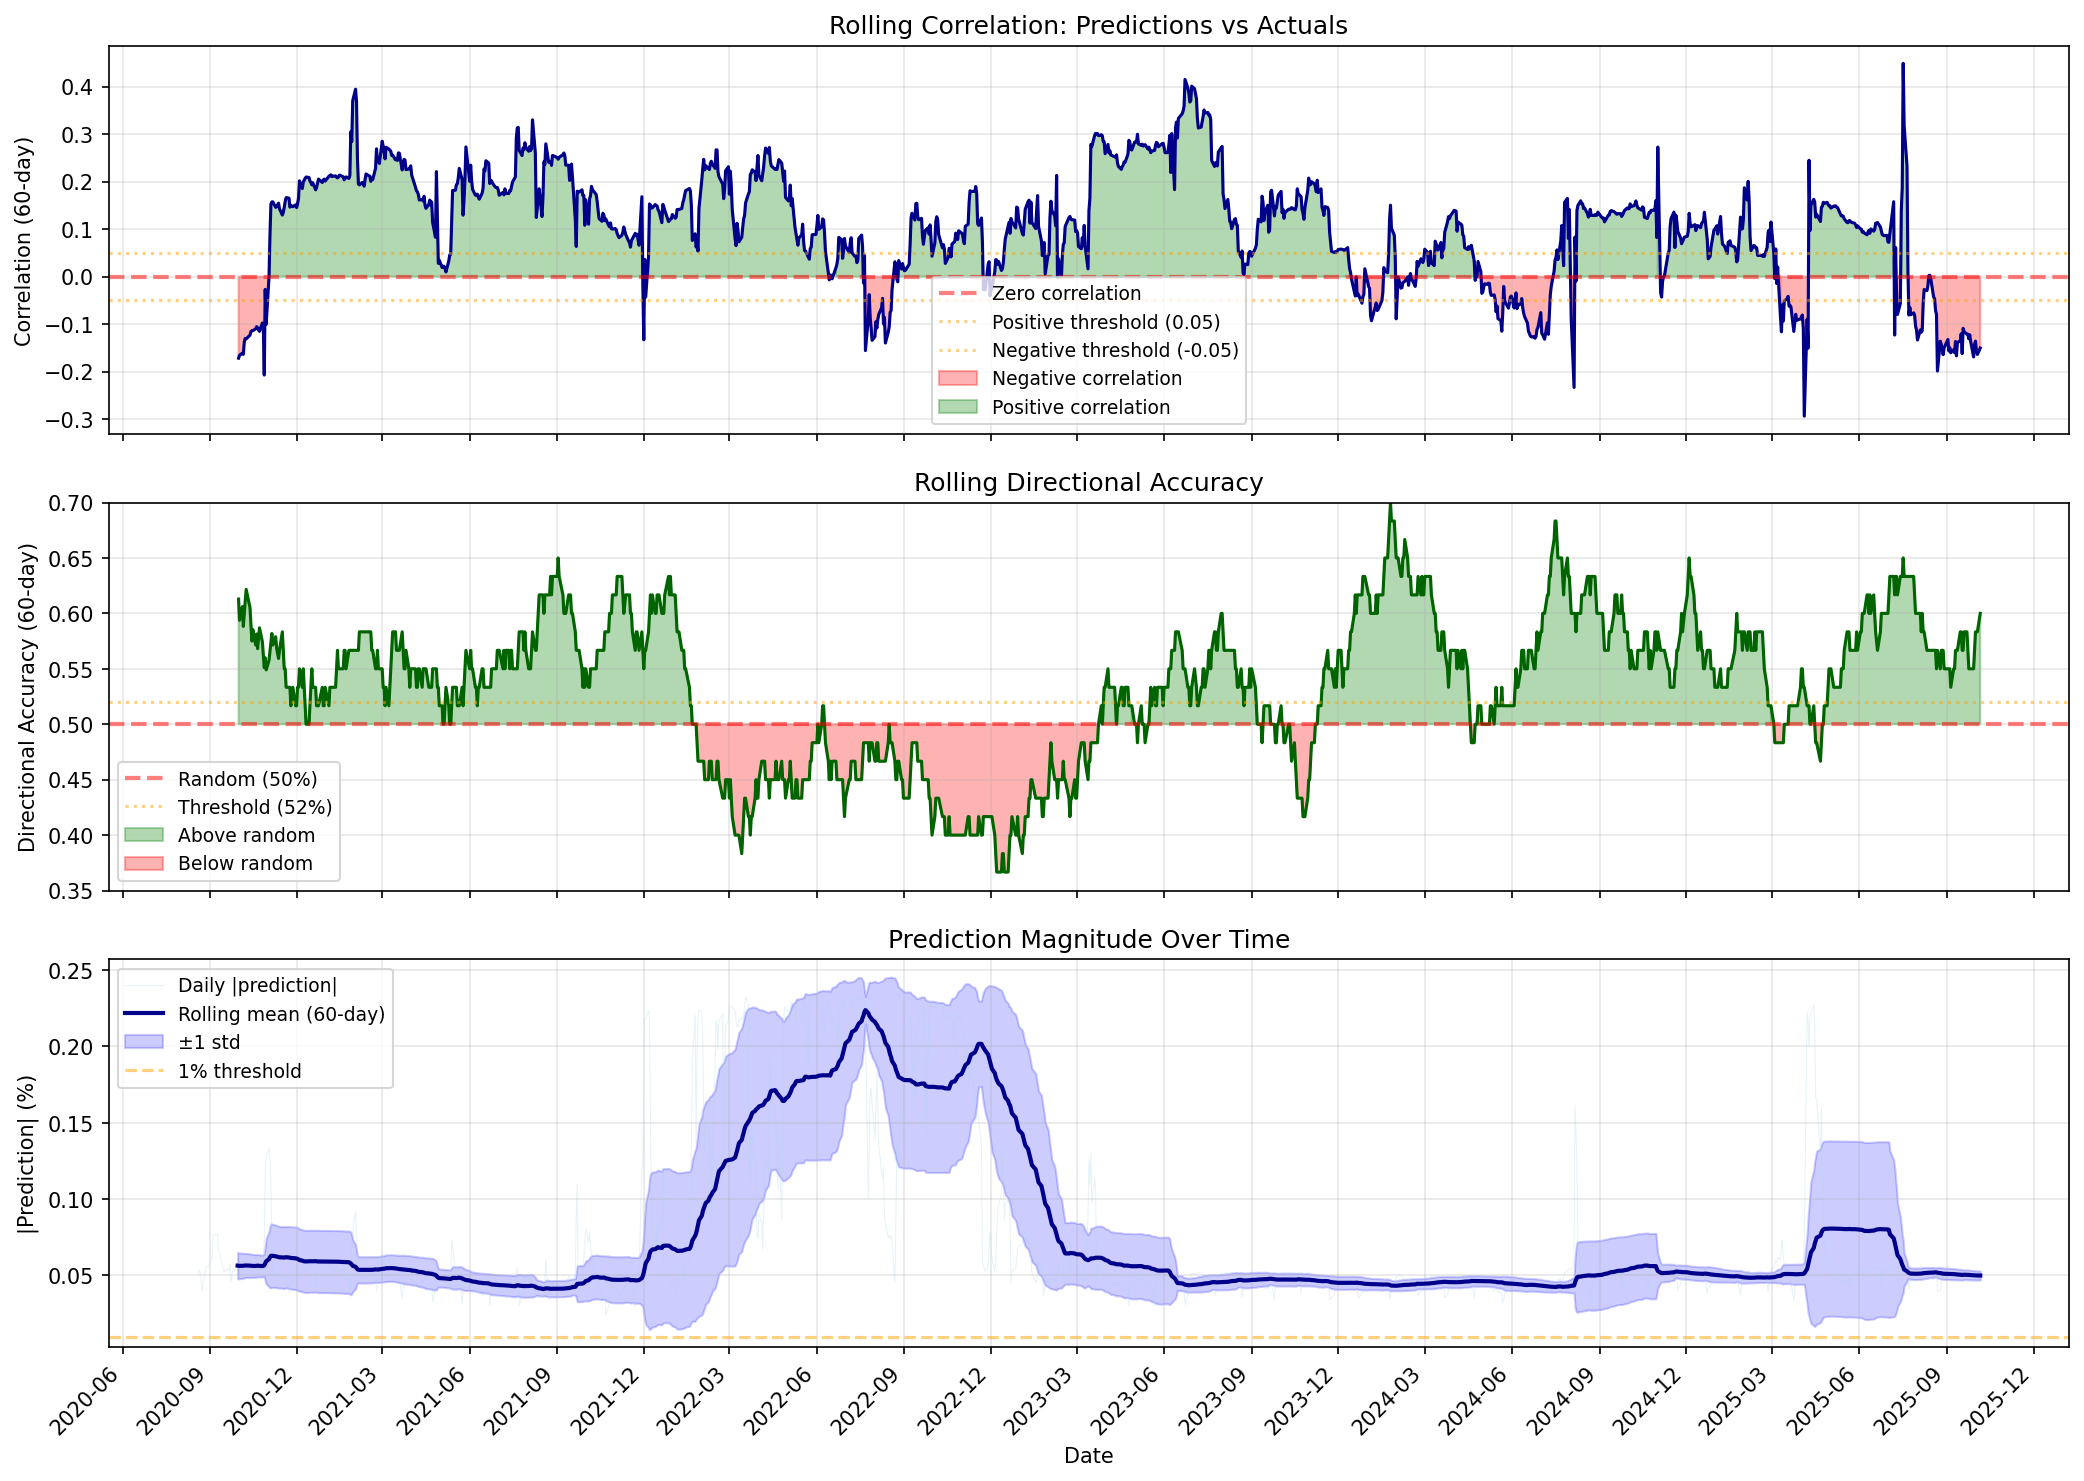 Rolling Correlation: Predictions vs Actuals
Correlation (60-day)
0.4
0.3
0.2
0.1
0.0
−0.1
−0.2
−0.3
Zero correlation
Positive threshold (0.05)
Negative threshold (-0.05)
Negative correlation
Positive correlation
Rolling Directional Accuracy
Directional Accuracy (60-day)
0.70
0.65
0.60
0.55
0.50
0.45
0.40
0.35
Random (50%)
Threshold (52%)
Above random
Below random
Prediction Magnitude Over Time
|Prediction| (%)
0.25
0.20
0.15
0.10
0.05
Daily |prediction|
Rolling mean (60-day)
±1 std
1% threshold
2020-06
2020-09
2020-12
2021-03
2021-06
2021-09
2021-12
2022-03
2022-06
2022-09
2022-12
2023-03
2023-06
2023-09
2023-12
2024-03
2024-06
2024-09
2024-12
2025-03
2025-06
2025-09
2025-12
Date